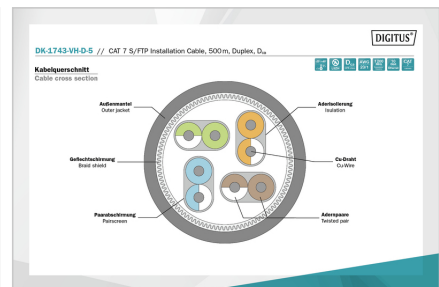 DIGITUS®
DK-1743-VH-D-5 // CAT 7 S/FTP Installation Cable, 500 m, Duplex, Dca
Kabelquerschnitt
Cable cross section
Außenmantel
Outer jacket
Aderisolierung
Insulation
Geflechtschirmung
Braid shield
Cu-Draht
Cu-Wire
Paarabschirmung
Pairscreen
Aderspaare
Twisted pair